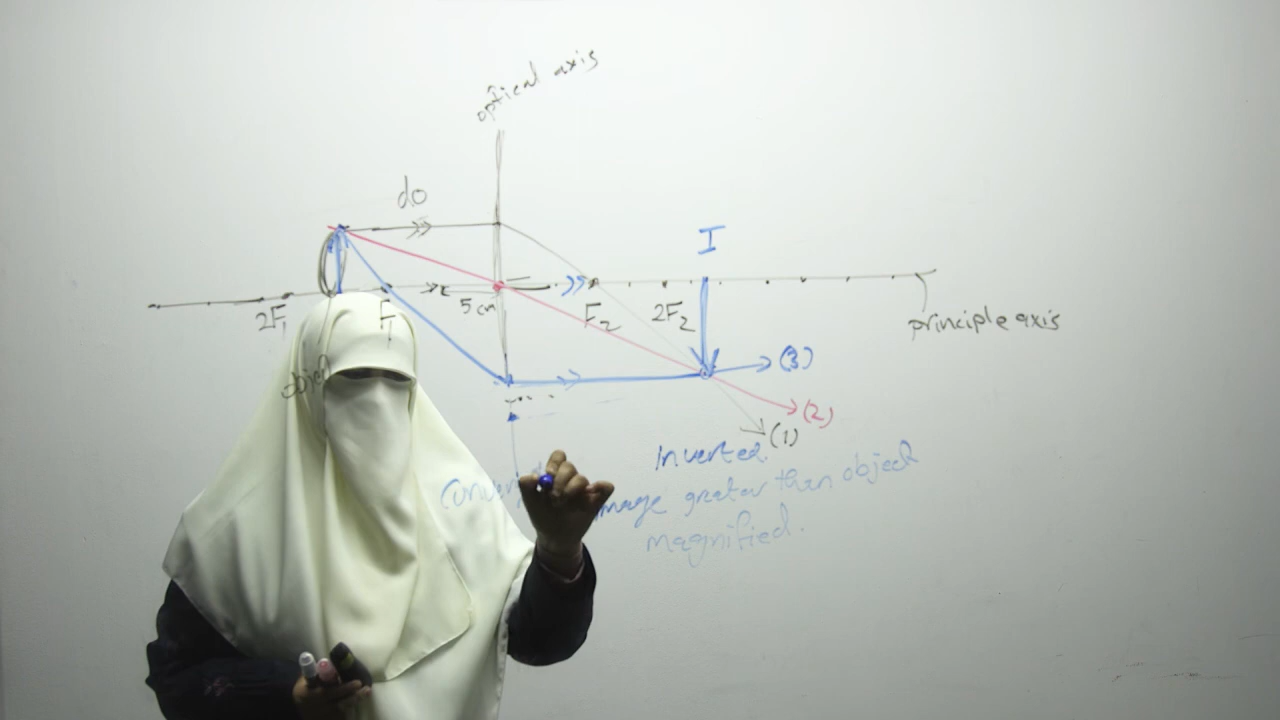 optical axis
do
I
5 cm
2F1
F1
F2
2F2
principle axis
(3)
(2)
(1)
Inverted.
image greater than object
magnified.